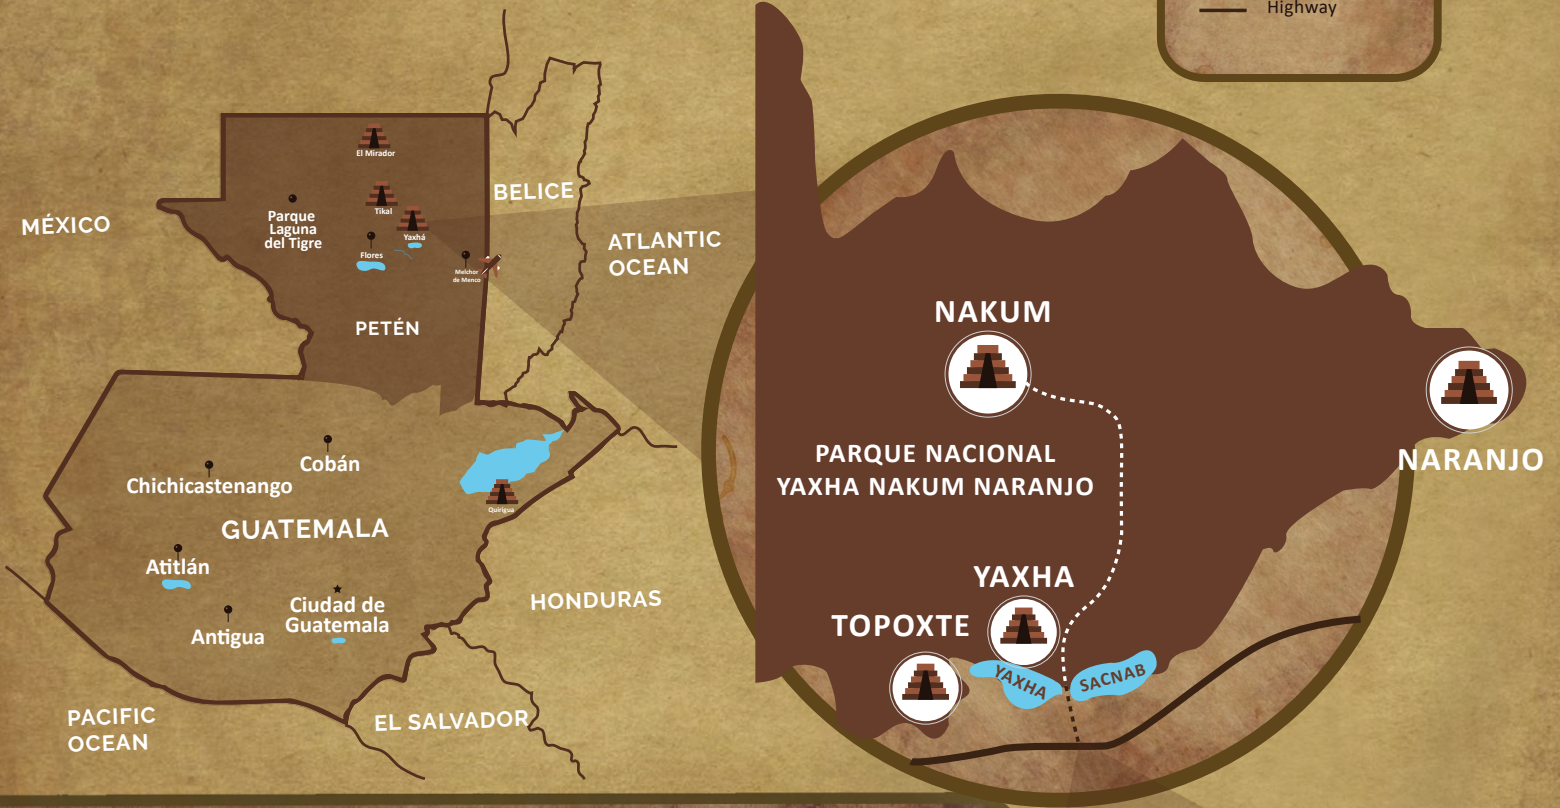 Highway
El Mirador
BELICE
Tikal
MÉXICO
Parque
Laguna
del Tigre
Yaxhá
Flores
ATLANTIC
OCEAN
Melchor
de Menco
PETÉN
Cobán
Chichicastenango
Quirigua
GUATEMALA
Atitlán
Ciudad de
Guatemala
Antigua
HONDURAS
PACIFIC
OCEAN
EL SALVADOR
NAKUM
PARQUE NACIONAL
YAXHA NAKUM NARANJO
NARANJO
YAXHA
TOPOXTE
YAXHA
SACNAB